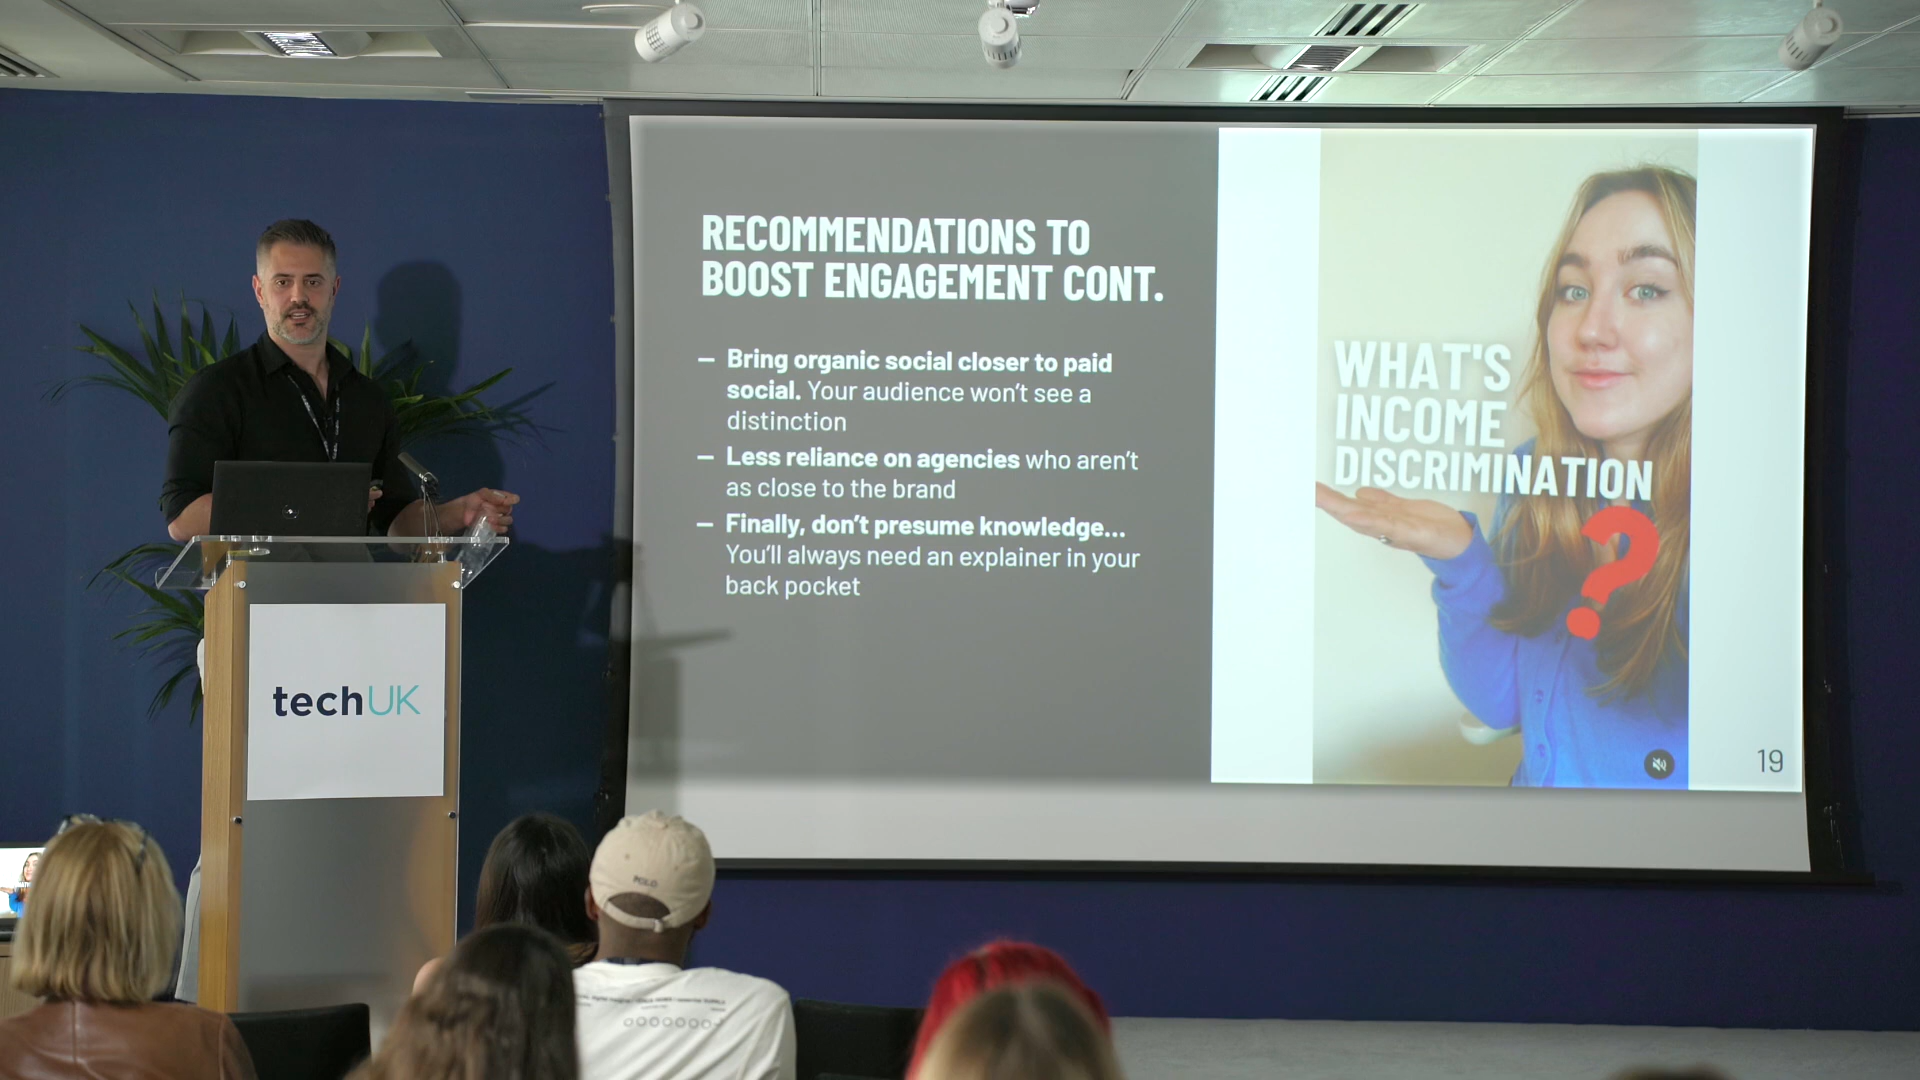 RECOMMENDATIONS TO
BOOST ENGAGEMENT CONT.
– Bring organic social closer to paid
social. Your audience won't see a
distinction
– Less reliance on agencies who aren't
as close to the brand
– Finally, don't presume knowledge...
You'll always need an explainer in your
back pocket
WHAT'S
INCOME
DISCRIMINATION
?
19
techUK
POLO